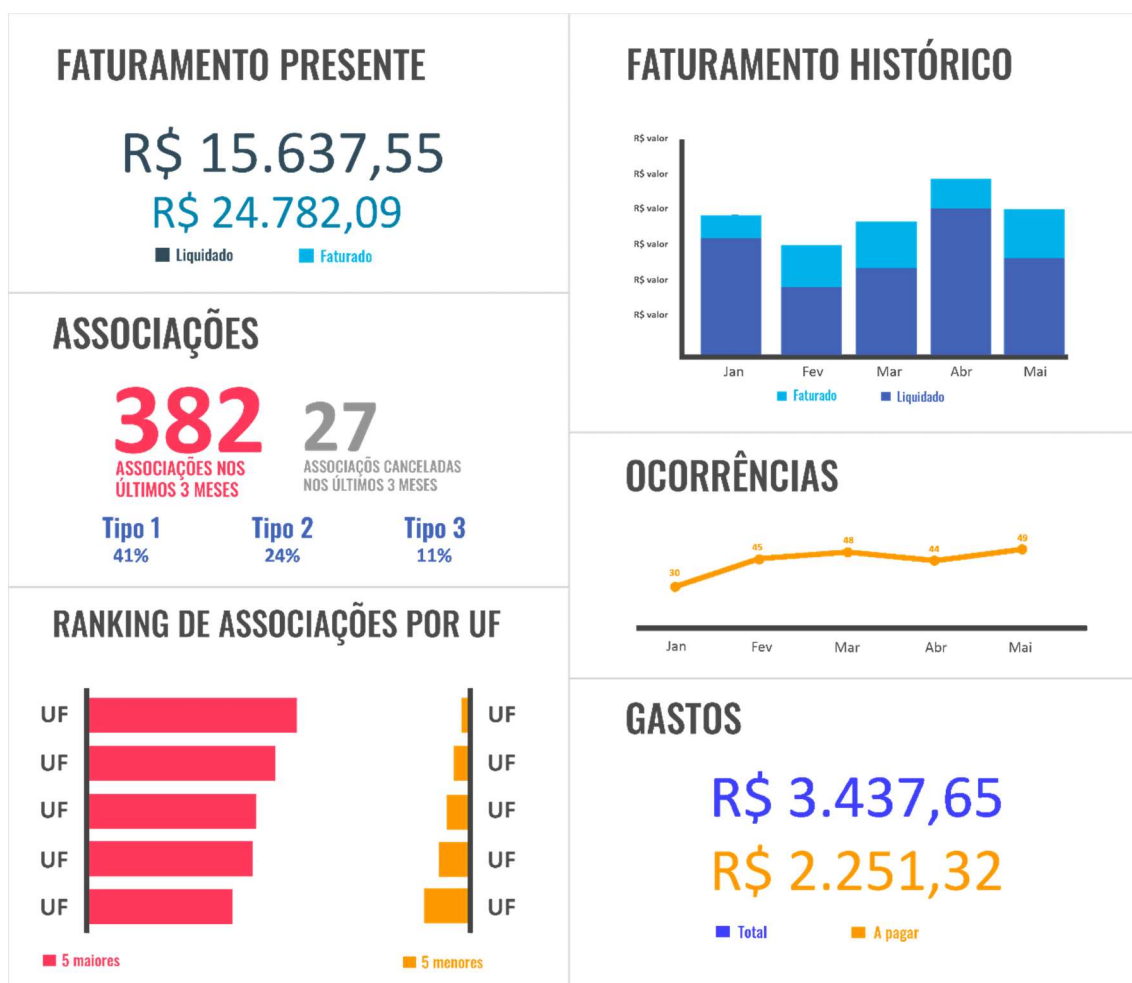 FATURAMENTO PRESENTE
R$ 15.637,55
R$ 24.782,09
Liquidado Faturado
ASSOCIAÇÕES
382
ASSOCIAÇÕES NOS
ÚLTIMOS 3 MESES
27
ASSOCIAÇÕS CANCELADAS
NOS ÚLTIMOS 3 MESES
Tipo 1 Tipo 2 Tipo 3
41% 24% 11%
RANKING DE ASSOCIAÇÕES POR UF
UF UF
UF UF
UF UF
UF UF
UF UF
5 maiores 5 menores
FATURAMENTO HISTÓRICO
R$ valor
R$ valor
R$ valor
R$ valor
R$ valor
R$ valor
Jan Fev Mar Abr Mai
Faturado Liquidado
OCORRÊNCIAS
30 45 48 44 49
Jan Fev Mar Abr Mai
GASTOS
R$ 3.437,65
R$ 2.251,32
Total A pagar